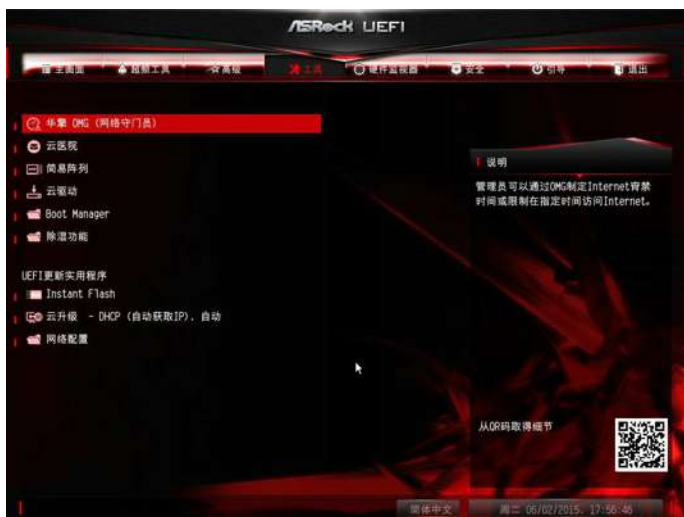 ASRock UEFI
主画面 超频工具 高级 工具 硬件监视器 安全 引导 退出
华擎 OMG (网络守门员)
云医院
简易阵列
云驱动
Boot Manager
除湿功能
UEFI更新实用程序
Instant Flash
云升级 - DHCP (自动获取IP), 自动
网络配置
说明
管理员可以通过OMG制定Internet宵禁
时间或限制在指定时间访问Internet。
从QR码取得细节
简体中文
周二 06/02/2015, 17:56:46